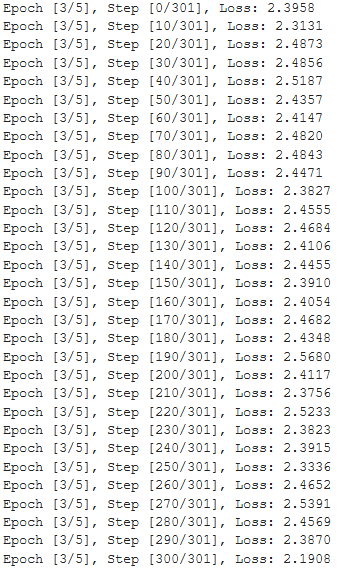 Epoch [3/5], Step [0/301], Loss: 2.3958
Epoch [3/5], Step [10/301], Loss: 2.3131
Epoch [3/5], Step [20/301], Loss: 2.4873
Epoch [3/5], Step [30/301], Loss: 2.4856
Epoch [3/5], Step [40/301], Loss: 2.5187
Epoch [3/5], Step [50/301], Loss: 2.4357
Epoch [3/5], Step [60/301], Loss: 2.4147
Epoch [3/5], Step [70/301], Loss: 2.4820
Epoch [3/5], Step [80/301], Loss: 2.4843
Epoch [3/5], Step [90/301], Loss: 2.4471
Epoch [3/5], Step [100/301], Loss: 2.3827
Epoch [3/5], Step [110/301], Loss: 2.4555
Epoch [3/5], Step [120/301], Loss: 2.4684
Epoch [3/5], Step [130/301], Loss: 2.4106
Epoch [3/5], Step [140/301], Loss: 2.4455
Epoch [3/5], Step [150/301], Loss: 2.3910
Epoch [3/5], Step [160/301], Loss: 2.4054
Epoch [3/5], Step [170/301], Loss: 2.4682
Epoch [3/5], Step [180/301], Loss: 2.4348
Epoch [3/5], Step [190/301], Loss: 2.5680
Epoch [3/5], Step [200/301], Loss: 2.4117
Epoch [3/5], Step [210/301], Loss: 2.3756
Epoch [3/5], Step [220/301], Loss: 2.5233
Epoch [3/5], Step [230/301], Loss: 2.3823
Epoch [3/5], Step [240/301], Loss: 2.3915
Epoch [3/5], Step [250/301], Loss: 2.3336
Epoch [3/5], Step [260/301], Loss: 2.4652
Epoch [3/5], Step [270/301], Loss: 2.5391
Epoch [3/5], Step [280/301], Loss: 2.4569
Epoch [3/5], Step [290/301], Loss: 2.3870
Epoch [3/5], Step [300/301], Loss: 2.1908